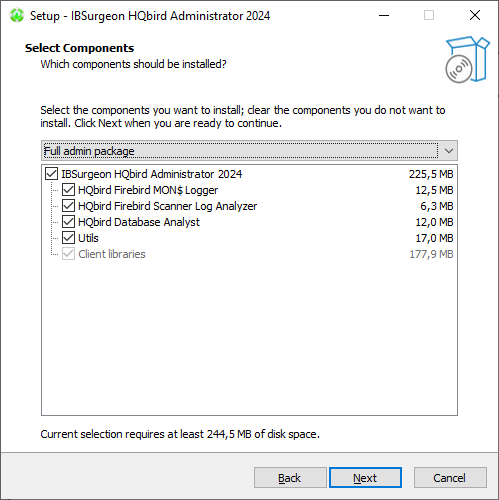 Setup - IBSurgeon HQbird Administrator 2024
Select Components
Which components should be installed?
Select the components you want to install; clear the components you do not want to
install. Click Next when you are ready to continue.
Full admin package
IBSurgeon HQbird Administrator 2024 225,5 MB
HQbird Firebird MON$ Logger 12,5 MB
HQbird Firebird Scanner Log Analyzer 6,3 MB
HQbird Database Analyst 12,0 MB
Utils 17,0 MB
Client libraries 177,9 MB
Current selection requires at least 244,5 MB of disk space.
Back Next Cancel